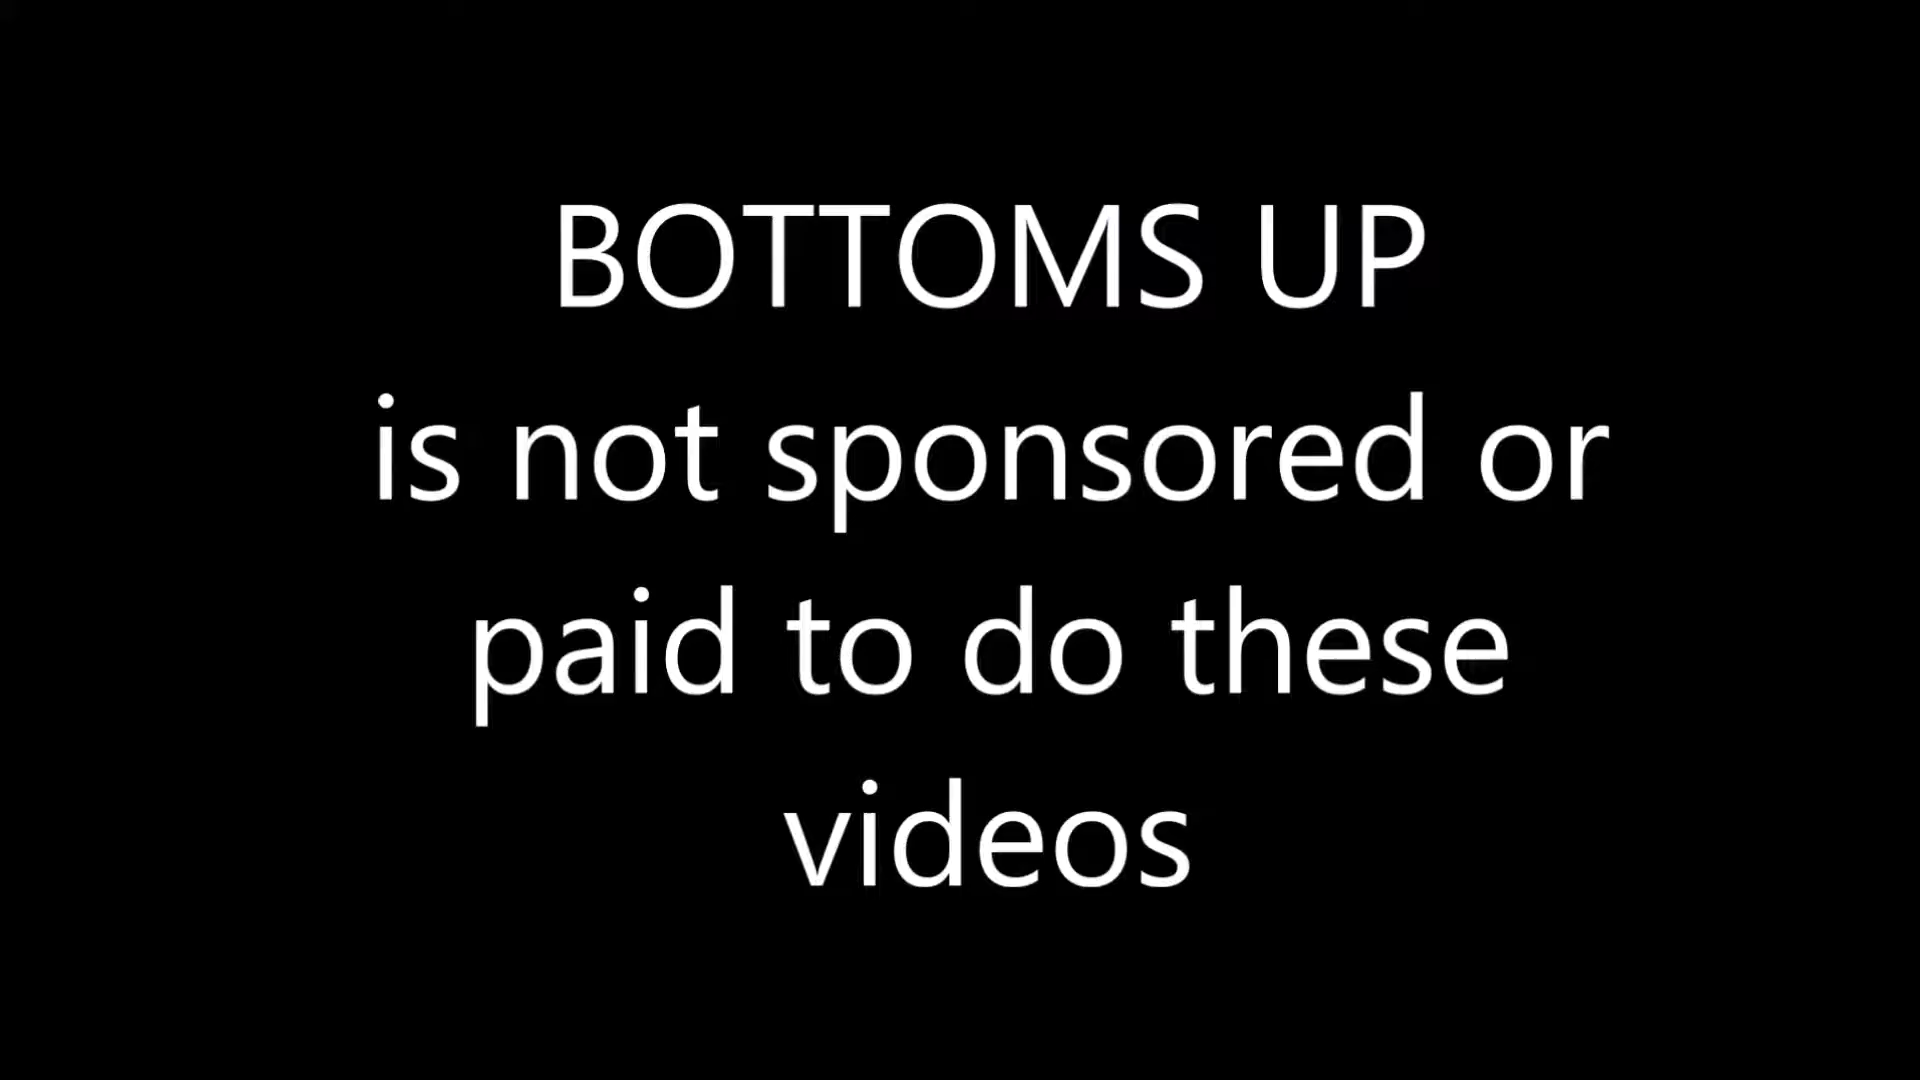 BOTTOMS UP
is not sponsored or
paid to do these
videos